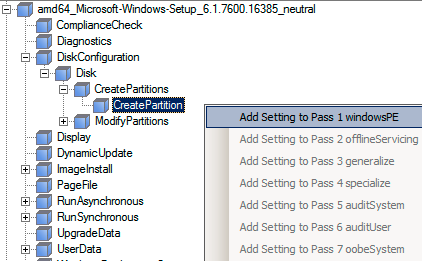 amd64_Microsoft-Windows-Setup_6.1.7600.16385_neutral
ComplianceCheck
Diagnostics
DiskConfiguration
Disk
CreatePartitions
CreatePartition
ModifyPartitions
Display
DynamicUpdate
ImageInstall
PageFile
RunAsynchronous
RunSynchronous
UpgradeData
UserData
Add Setting to Pass 1 windowsPE
Add Setting to Pass 2 offlineServicing
Add Setting to Pass 3 generalize
Add Setting to Pass 4 specialize
Add Setting to Pass 5 auditSystem
Add Setting to Pass 6 auditUser
Add Setting to Pass 7 oobeSystem